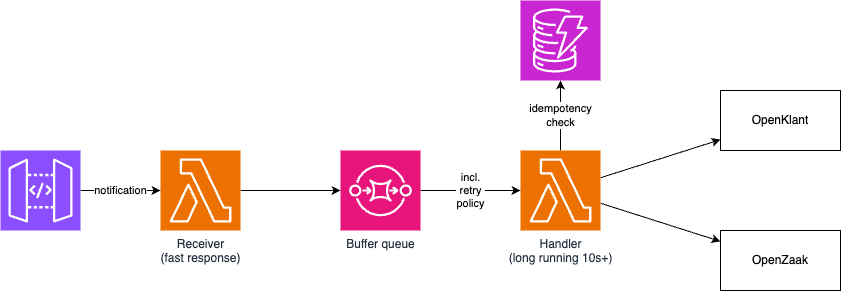 idempotency
check
OpenKlant
notification
incl.
retry
policy
Receiver
(fast response)
Buffer queue
Handler
(long running 10s+)
OpenZaak